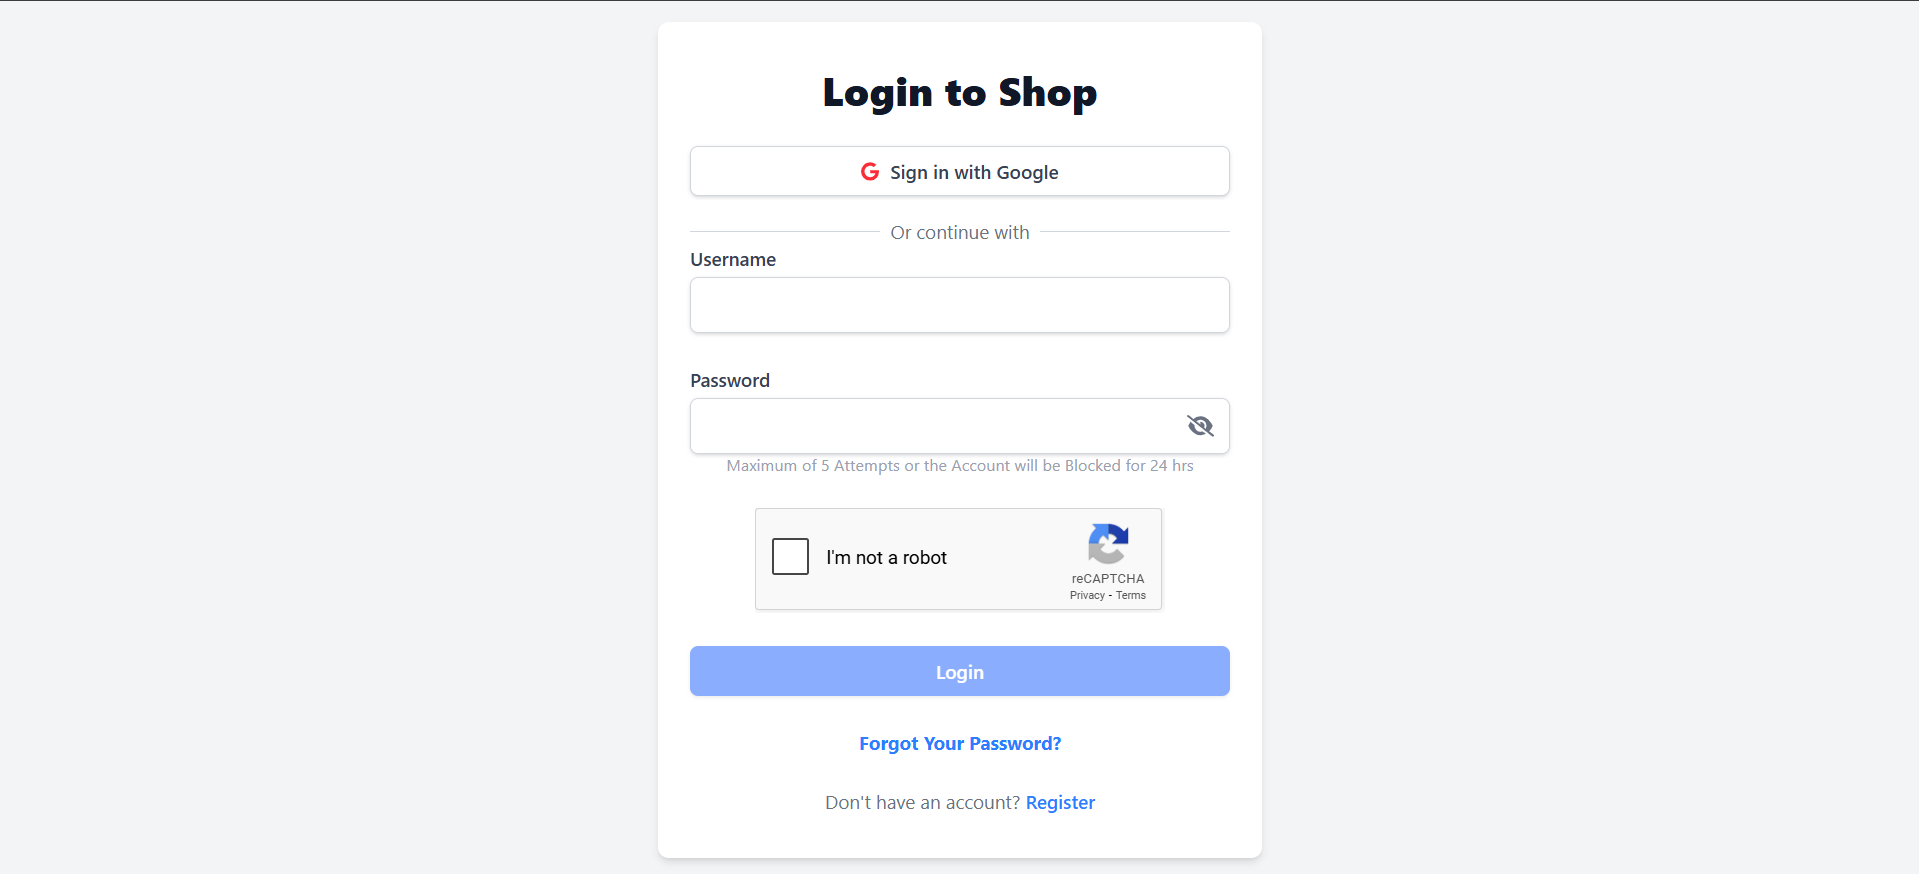 Login to Shop
Sign in with Google
Or continue with
Username
Password
Maximum of 5 Attempts or the Account will be Blocked for 24 hrs
I'm not a robot
reCAPTCHA
Privacy - Terms
Login
Forgot Your Password?
Don't have an account? Register